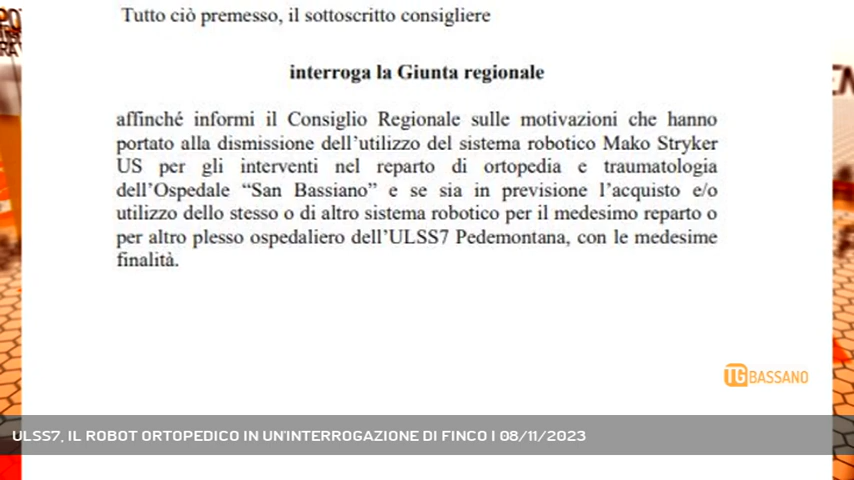 Tutto ciò premesso, il sottoscritto consigliere
interroga la Giunta regionale
affinché informi il Consiglio Regionale sulle motivazioni che hanno
portato alla dismissione dell'utilizzo del sistema robotico Mako Stryker
US per gli interventi nel reparto di ortopedia e traumatologia
dell'Ospedale “San Bassiano” e se sia in previsione l'acquisto e/o
utilizzo dello stesso o di altro sistema robotico per il medesimo reparto o
per altro plesso ospedaliero dell'ULSS7 Pedemontana, con le medesime
finalità.
TG BASSANO
ULSS7, IL ROBOT ORTOPEDICO IN UN'INTERROGAZIONE DI FINCO | 08/11/2023